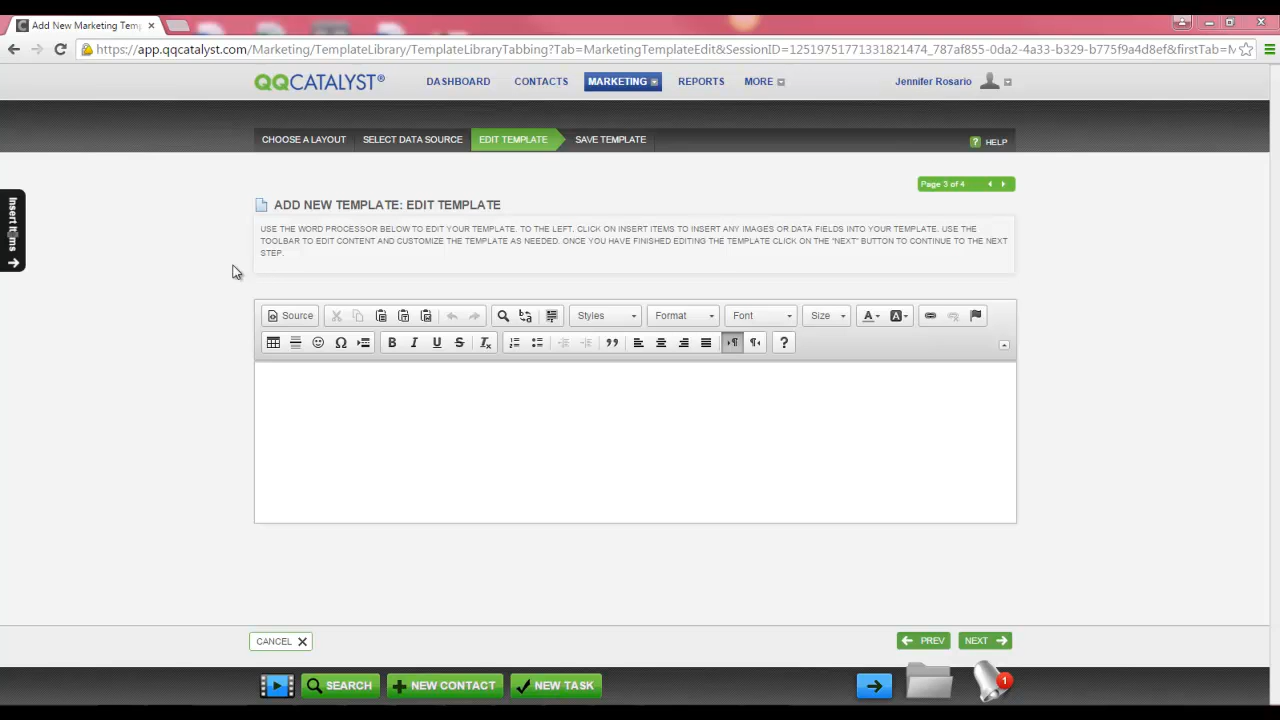 Add New Marketing Temp
https://app.qqcatalyst.com/Marketing/TemplateLibrary/TemplateLibraryTabbing?Tab=MarketingTemplateEdit&SessionID=12519751771331821474_787af855-0da2-4a33-b329-b775f9a4d8ef&firstTab=M
QQCATALYST®
DASHBOARD
CONTACTS
MARKETING
REPORTS
MORE
Jennifer Rosario
CHOOSE A LAYOUT
SELECT DATA SOURCE
EDIT TEMPLATE
SAVE TEMPLATE
? HELP
Page 3 of 4
Insert Items
ADD NEW TEMPLATE: EDIT TEMPLATE
USE THE WORD PROCESSOR BELOW TO EDIT YOUR TEMPLATE. TO THE LEFT, CLICK ON INSERT ITEMS TO INSERT ANY IMAGES OR DATA FIELDS INTO YOUR TEMPLATE. USE THE
TOOLBAR TO EDIT CONTENT AND CUSTOMIZE THE TEMPLATE AS NEEDED. ONCE YOU HAVE FINISHED EDITING THE TEMPLATE CLICK ON THE "NEXT" BUTTON TO CONTINUE TO THE NEXT
STEP.
Source
Styles
Format
Font
Size
A
A
Ω
B
I
U
S
Tx
?
CANCEL
PREV
NEXT
SEARCH
NEW CONTACT
NEW TASK
1